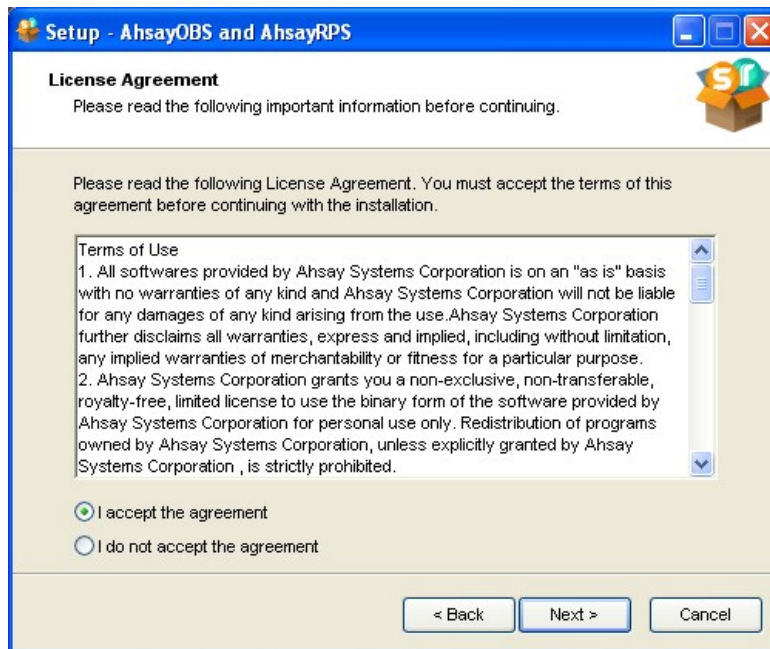 Setup - AhsayOBS and AhsayRPS
License Agreement
Please read the following important information before continuing.
Please read the following License Agreement. You must accept the terms of this
agreement before continuing with the installation.
Terms of Use
1. All softwares provided by Ahsay Systems Corporation is on an "as is" basis
with no warranties of any kind and Ahsay Systems Corporation will not be liable
for any damages of any kind arising from the use.Ahsay Systems Corporation
further disclaims all warranties, express and implied, including without limitation,
any implied warranties of merchantability or fitness for a particular purpose.
2. Ahsay Systems Corporation grants you a non-exclusive, non-transferable,
royalty-free, limited license to use the binary form of the software provided by
Ahsay Systems Corporation for personal use only. Redistribution of programs
owned by Ahsay Systems Corporation, unless explicitly granted by Ahsay
Systems Corporation , is strictly prohibited.
I accept the agreement
I do not accept the agreement
< Back Next > Cancel